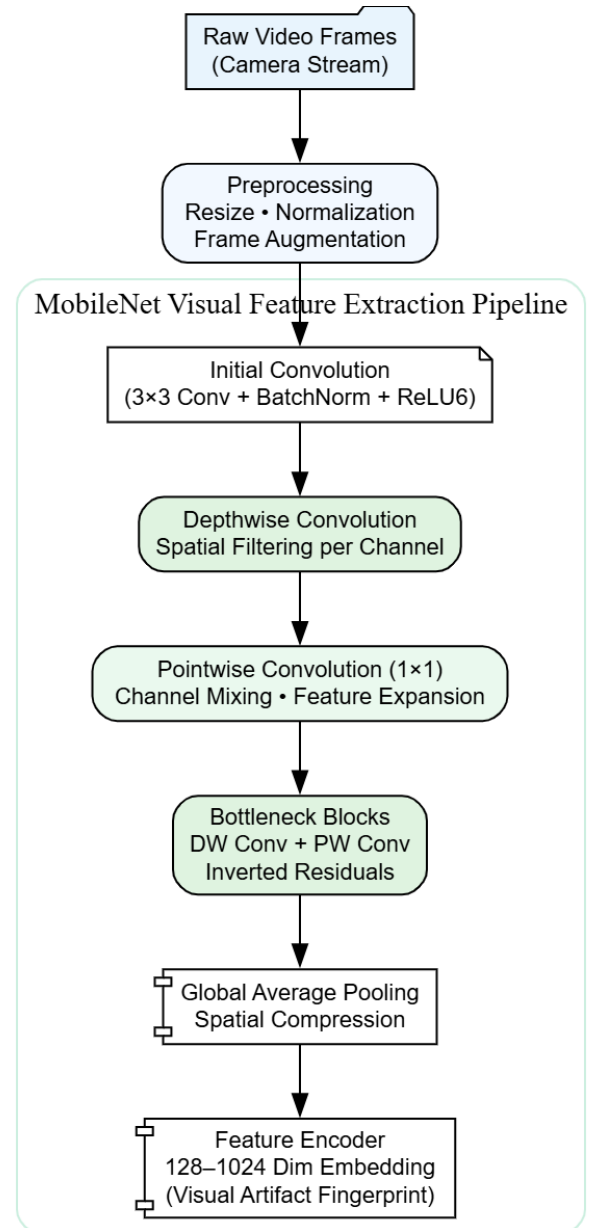 Raw Video Frames
(Camera Stream)
Preprocessing
Resize • Normalization
Frame Augmentation
MobileNet Visual Feature Extraction Pipeline
Initial Convolution
(3×3 Conv + BatchNorm + ReLU6)
Depthwise Convolution
Spatial Filtering per Channel
Pointwise Convolution (1×1)
Channel Mixing • Feature Expansion
Bottleneck Blocks
DW Conv + PW Conv
Inverted Residuals
Global Average Pooling
Spatial Compression
Feature Encoder
128–1024 Dim Embedding
(Visual Artifact Fingerprint)